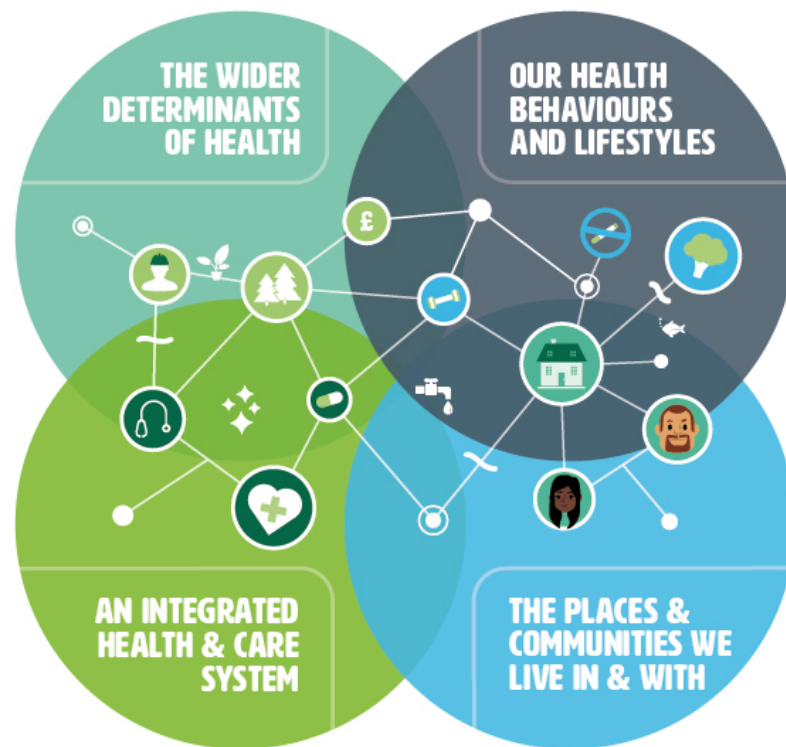 THE WIDER
DETERMINANTS
OF HEALTH
OUR HEALTH
BEHAVIOURS
AND LIFESTYLES
£
AN INTEGRATED
HEALTH & CARE
SYSTEM
THE PLACES &
COMMUNITIES WE
LIVE IN & WITH